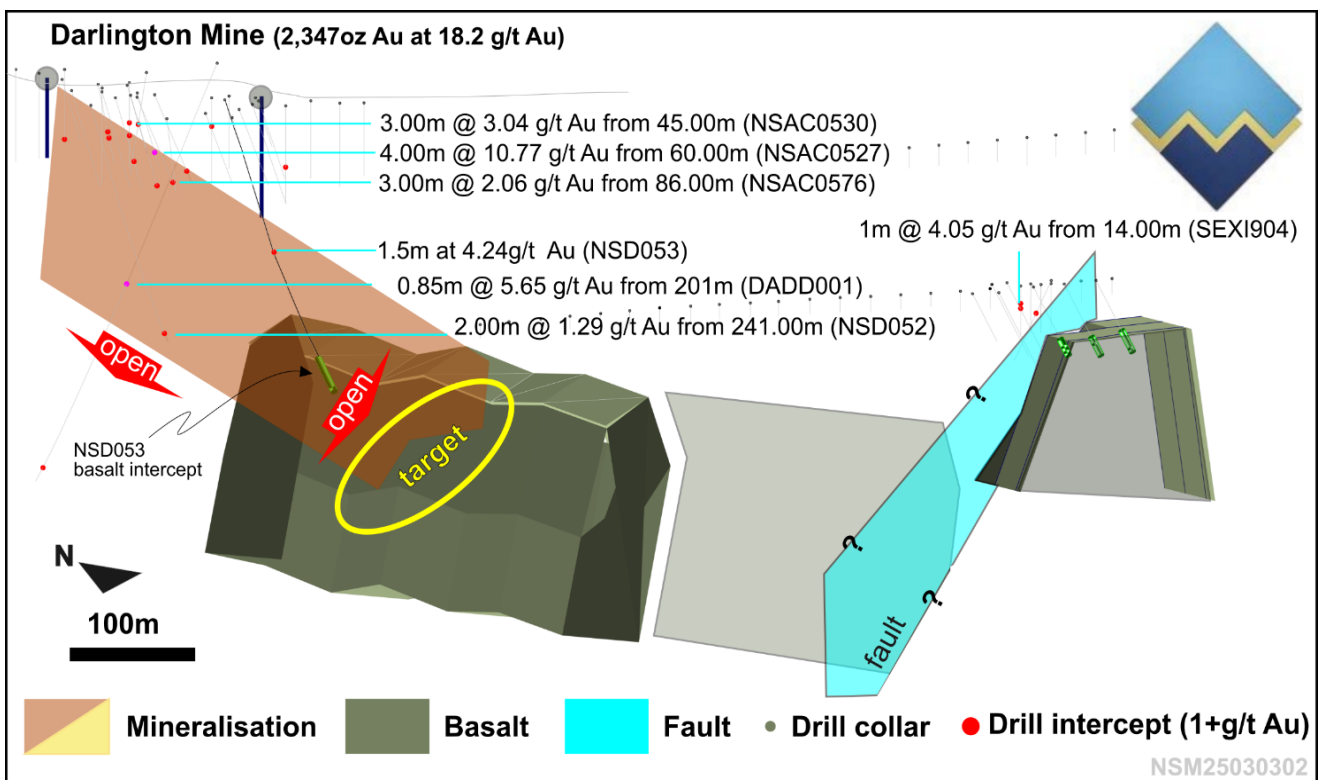 Darlington Mine (2,347oz Au at 18.2 g/t Au)
3.00m @ 3.04 g/t Au from 45.00m (NSAC0530)
4.00m @ 10.77 g/t Au from 60.00m (NSAC0527)
3.00m @ 2.06 g/t Au from 86.00m (NSAC0576)
1m @ 4.05 g/t Au from 14.00m (SEXI904)
1.5m at 4.24g/t Au (NSD053)
0.85m @ 5.65 g/t Au from 201m (DADD001)
2.00m @ 1.29 g/t Au from 241.00m (NSD052)
open
open
target
NSD053
basalt intercept
?
?
?
fault
N
100m
Mineralisation
Basalt
Fault
Drill collar
Drill intercept (1+g/t Au)
NSM25030302